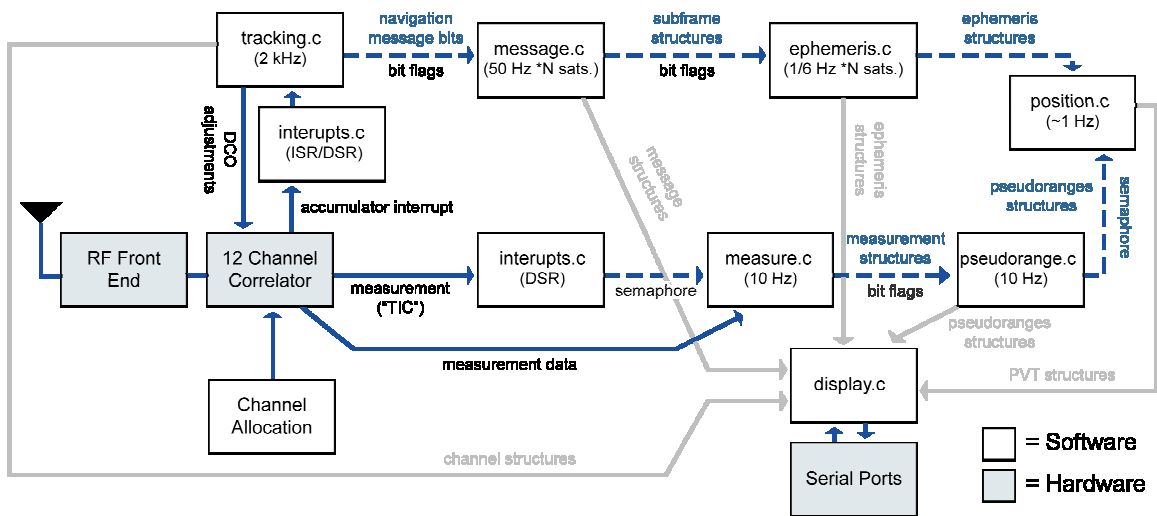 tracking.c
(2 kHz)
navigation
message bits
bit flags
message.c
(50 Hz *N sats.)
subframe
structures
bit flags
ephemeris.c
(1/6 Hz *N sats.)
ephemeris
structures
position.c
(~1 Hz)
DCO
adjustments
interupts.c
(ISR/DSR)
accumulator interrupt
message
structures
ephemeris
structures
pseudoranges
structures
semaphore
RF Front
End
12 Channel
Correlator
measurement
("TIC")
interupts.c
(DSR)
semaphore
measure.c
(10 Hz)
measurement
structures
bit flags
pseudorange.c
(10 Hz)
pseudoranges
structures
measurement data
Channel
Allocation
display.c
PVT structures
channel structures
Serial Ports
= Software
= Hardware